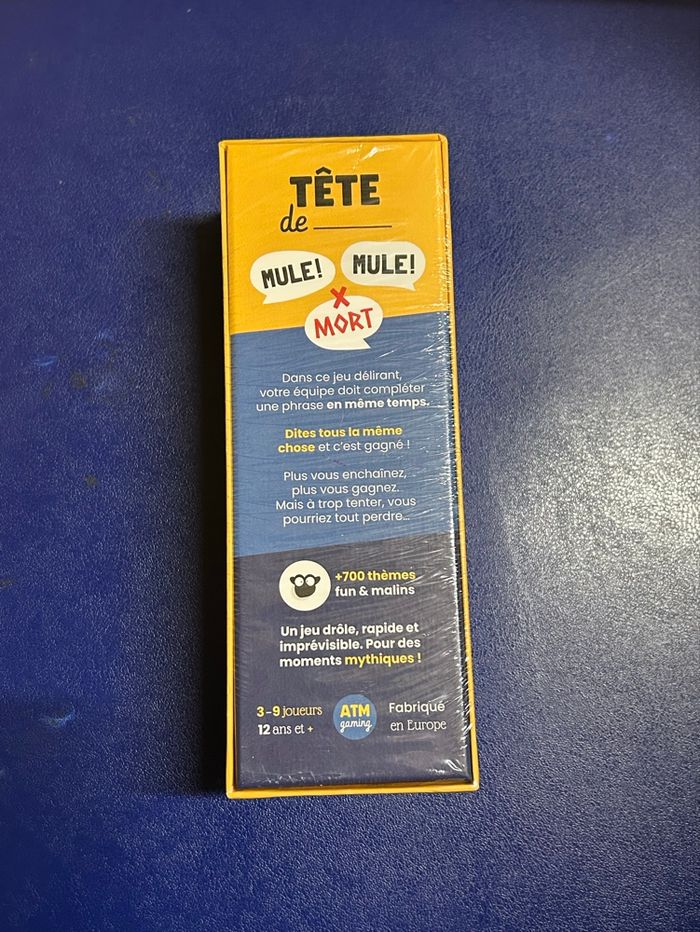 TÊTE
de ________
MULE!
MULE!
X
MORT
Dans ce jeu délirant,
votre équipe doit compléter
une phrase en même temps.
Dites tous la même
chose et c'est gagné !
Plus vous enchaînez,
plus vous gagnez.
Mais à trop tenter, vous
pourriez tout perdre...
+700 thèmes
fun & malins
Un jeu drôle, rapide et
imprévisible. Pour des
moments mythiques !
3-9 joueurs
12 ans et +
ATM
gaming
Fabriqué
en Europe